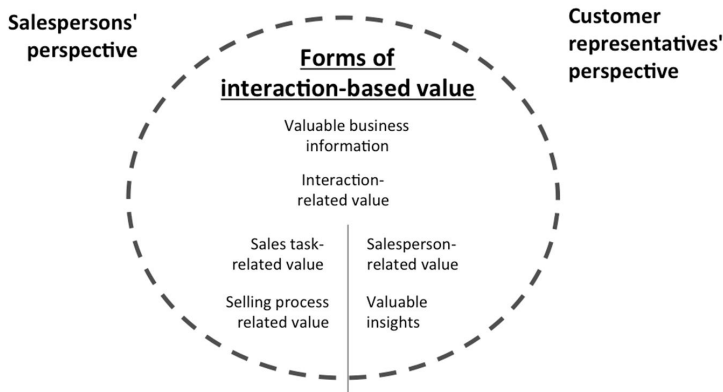 Salespersons'
perspective
Customer
representatives'
perspective
Forms of
interaction-based value
Valuable business
information
Interaction-
related value
Sales task-
related value
Selling process
related value
Salesperson-
related value
Valuable
insights